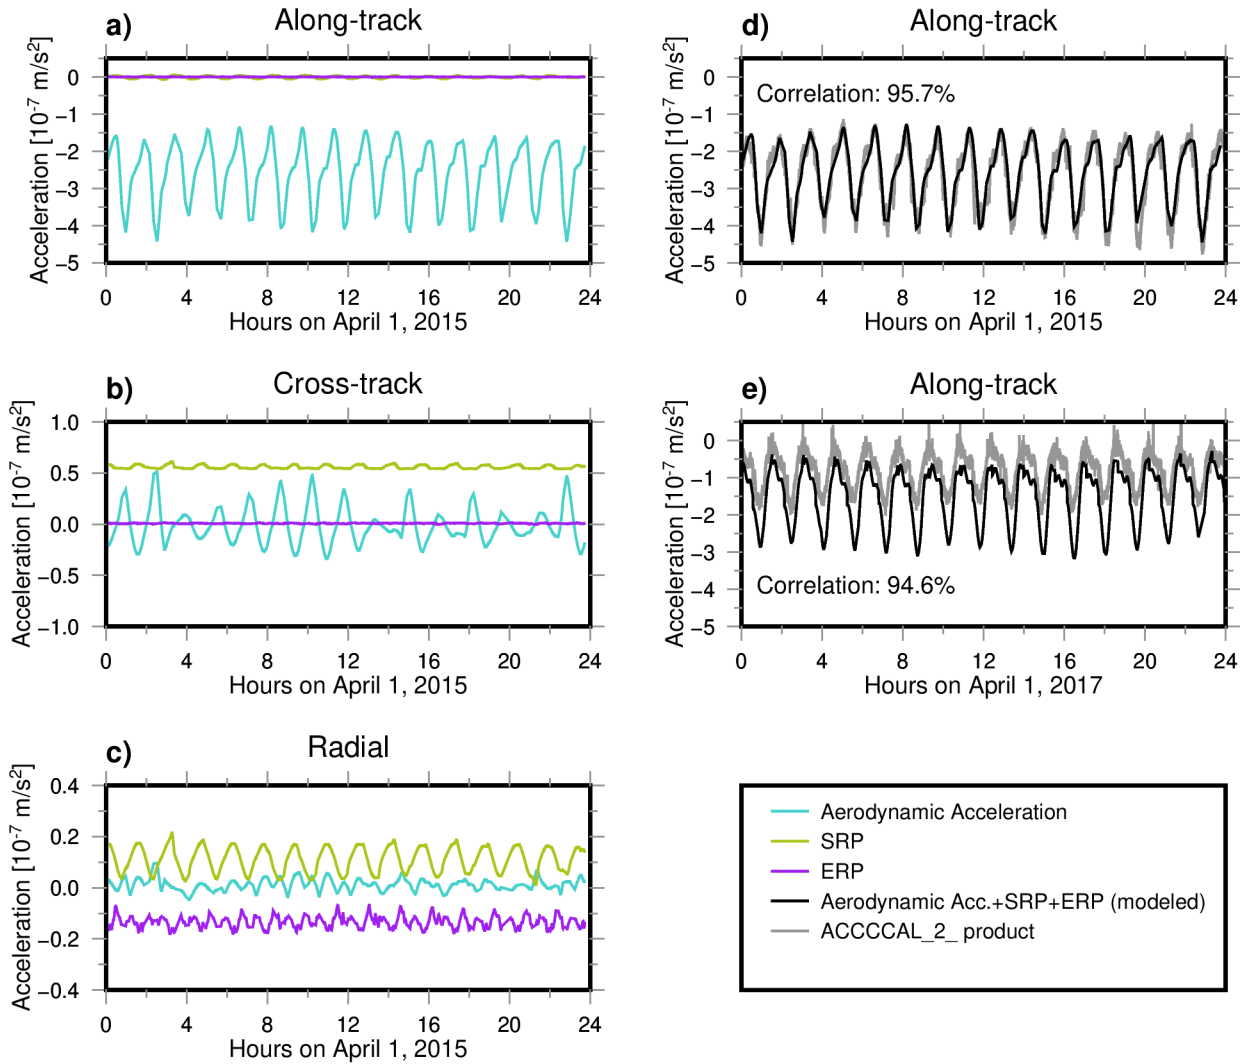 a)
Along-track
Acceleration [10-7 m/s2]
0
−1
−2
−3
−4
−5
0 4 8 12 16 20 24
Hours on April 1, 2015
d)
Along-track
Acceleration [10-7 m/s2]
0
−1
−2
−3
−4
−5
Correlation: 95.7%
0 4 8 12 16 20 24
Hours on April 1, 2015
b)
Cross-track
Acceleration [10-7 m/s2]
1.0
0.5
0.0
−0.5
−1.0
0 4 8 12 16 20 24
Hours on April 1, 2015
e)
Along-track
Acceleration [10-7 m/s2]
0
−1
−2
−3
−4
−5
Correlation: 94.6%
0 4 8 12 16 20 24
Hours on April 1, 2017
c)
Radial
Acceleration [10-7 m/s2]
0.4
0.2
0.0
−0.2
−0.4
0 4 8 12 16 20 24
Hours on April 1, 2015
Aerodynamic Acceleration
SRP
ERP
Aerodynamic Acc.+SRP+ERP (modeled)
ACCCCAL_2_ product